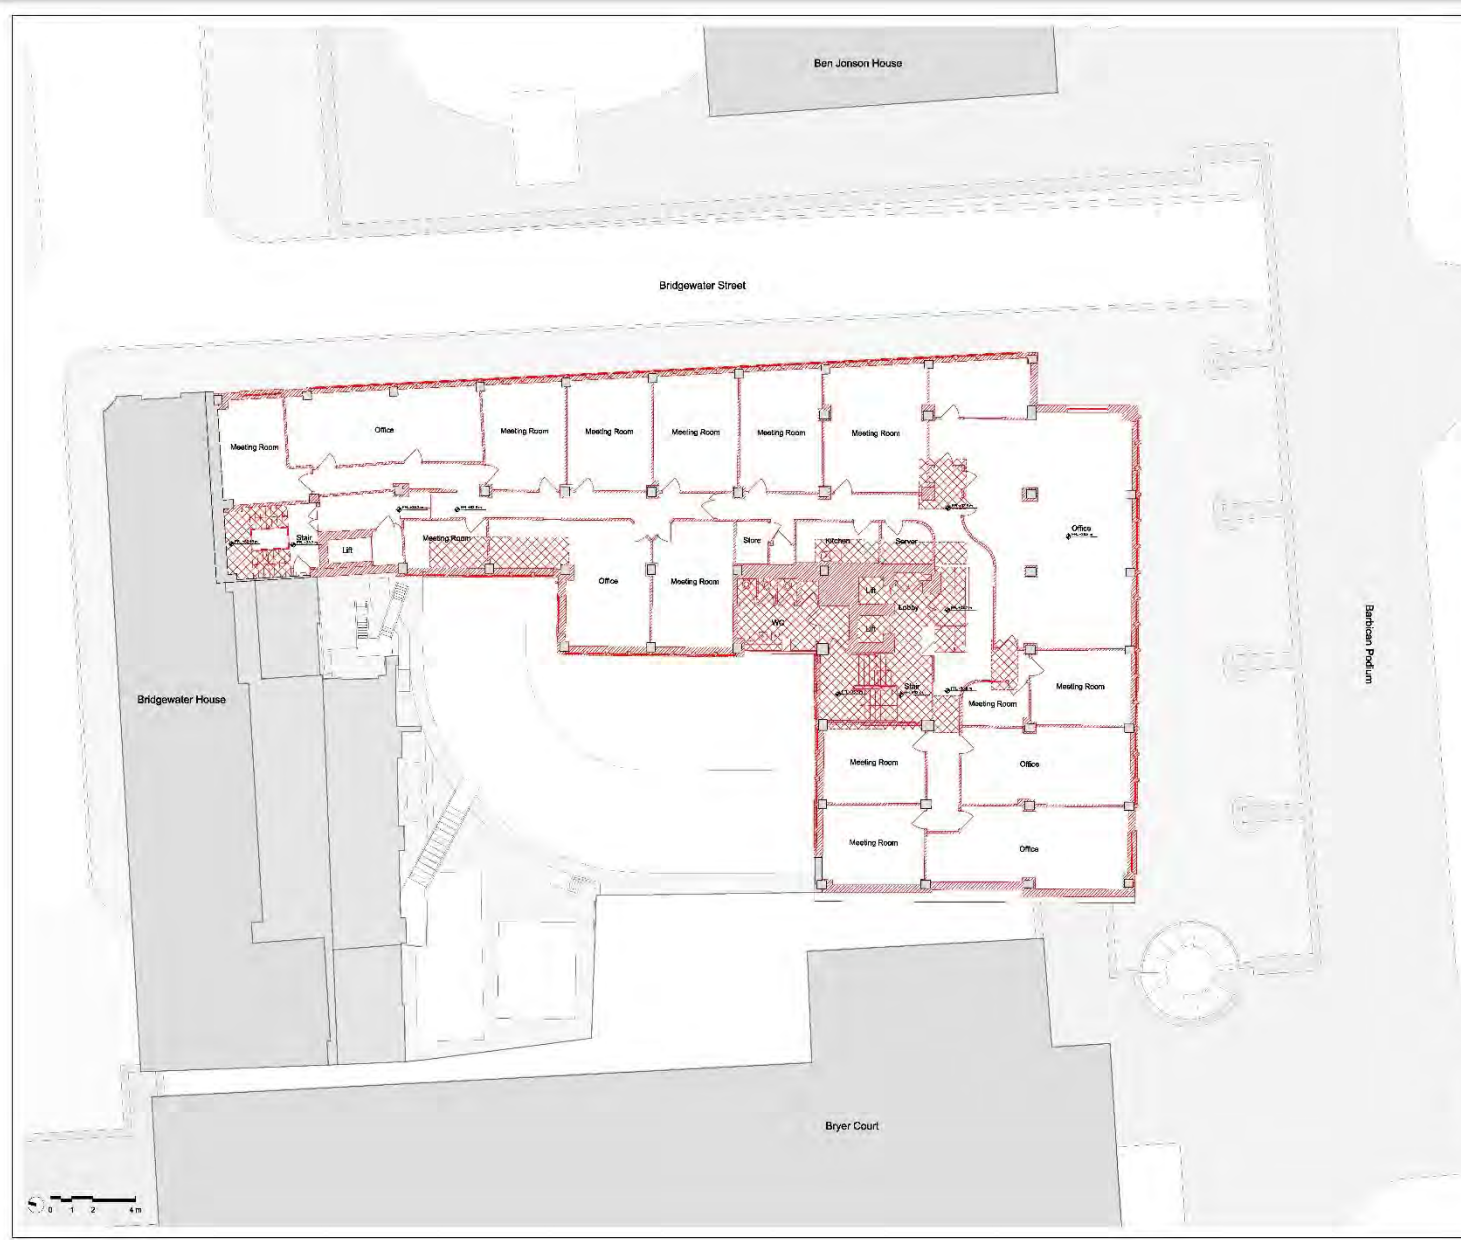 Ben Jonson House
Bridgewater Street
Office
Meeting Room
Meeting Room
Meeting Room
Meeting Room
Meeting Room
Meeting Room
Office
Stair
Lift
Meeting Room
Store
Kitchen
Server
Office
Meeting Room
Lift
Lobby
WC
Lift
Stair
Meeting Room
Meeting Room
Barbican Podium
Bridgewater House
Meeting Room
Office
Meeting Room
Office
Bryer Court
0 1 2 4m